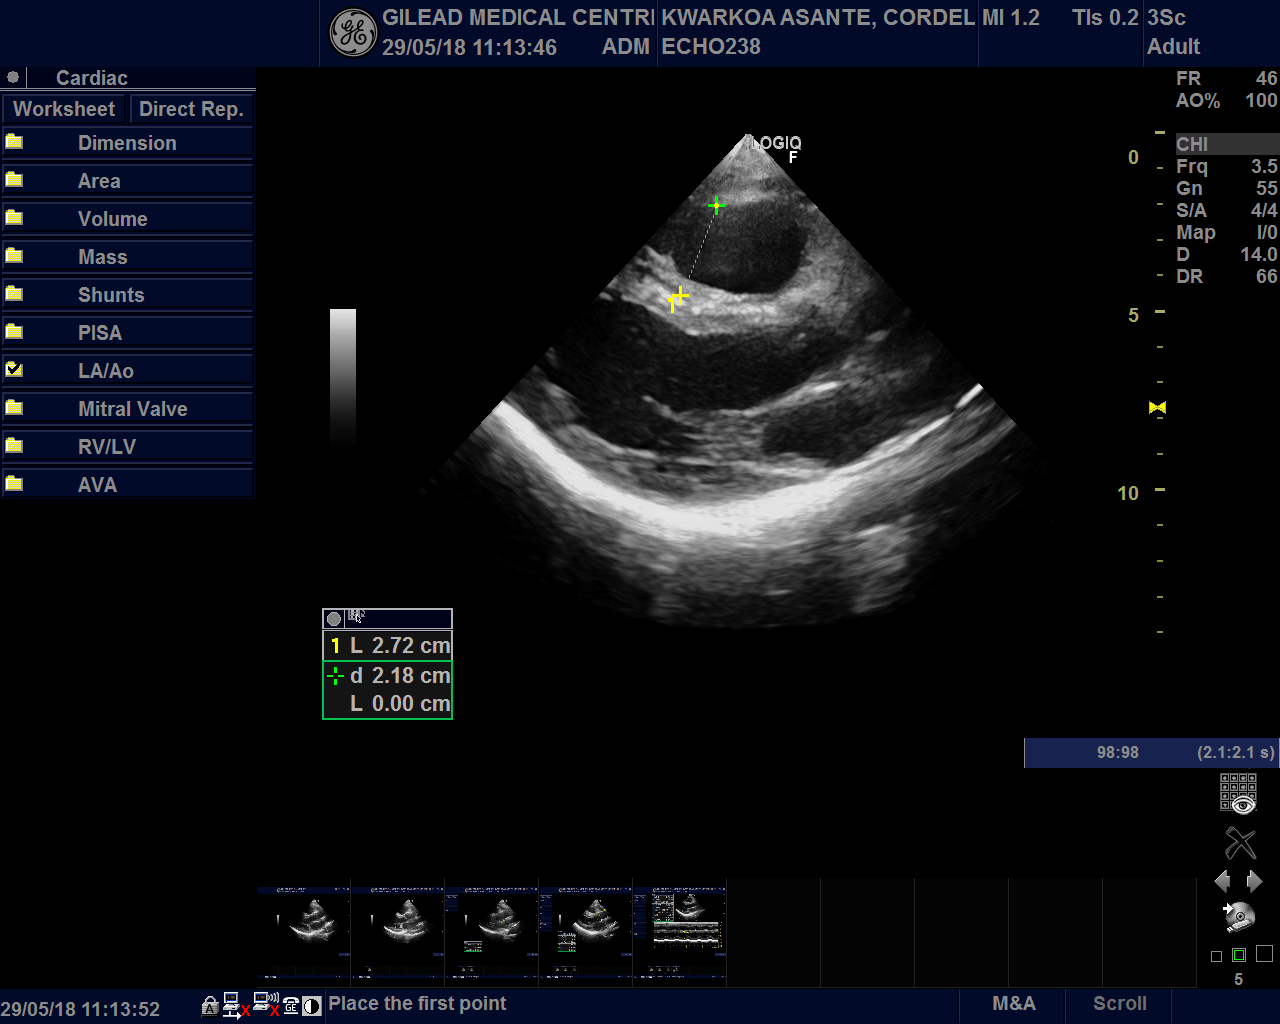 GILEAD MEDICAL CENTRI KWARKOA ASANTE, CORDEL MI 1.2 TIs 0.2 3Sc
29/05/18 11:13:46 ADM ECHO238 Adult
Cardiac
Worksheet Direct Rep.
Dimension
Area
Volume
Mass
Shunts
PISA
LA/Ao
Mitral Valve
RV/LV
AVA
LOGIQ
F
0
5
10
FR 46
AO% 100
CHI
Frq 3.5
Gn 55
S/A 4/4
Map I/0
D 14.0
DR 66
1
1 L 2.72 cm
d 2.18 cm
L 0.00 cm
98:98 (2.1:2.1 s)
5
29/05/18 11:13:52 Place the first point M&A Scroll